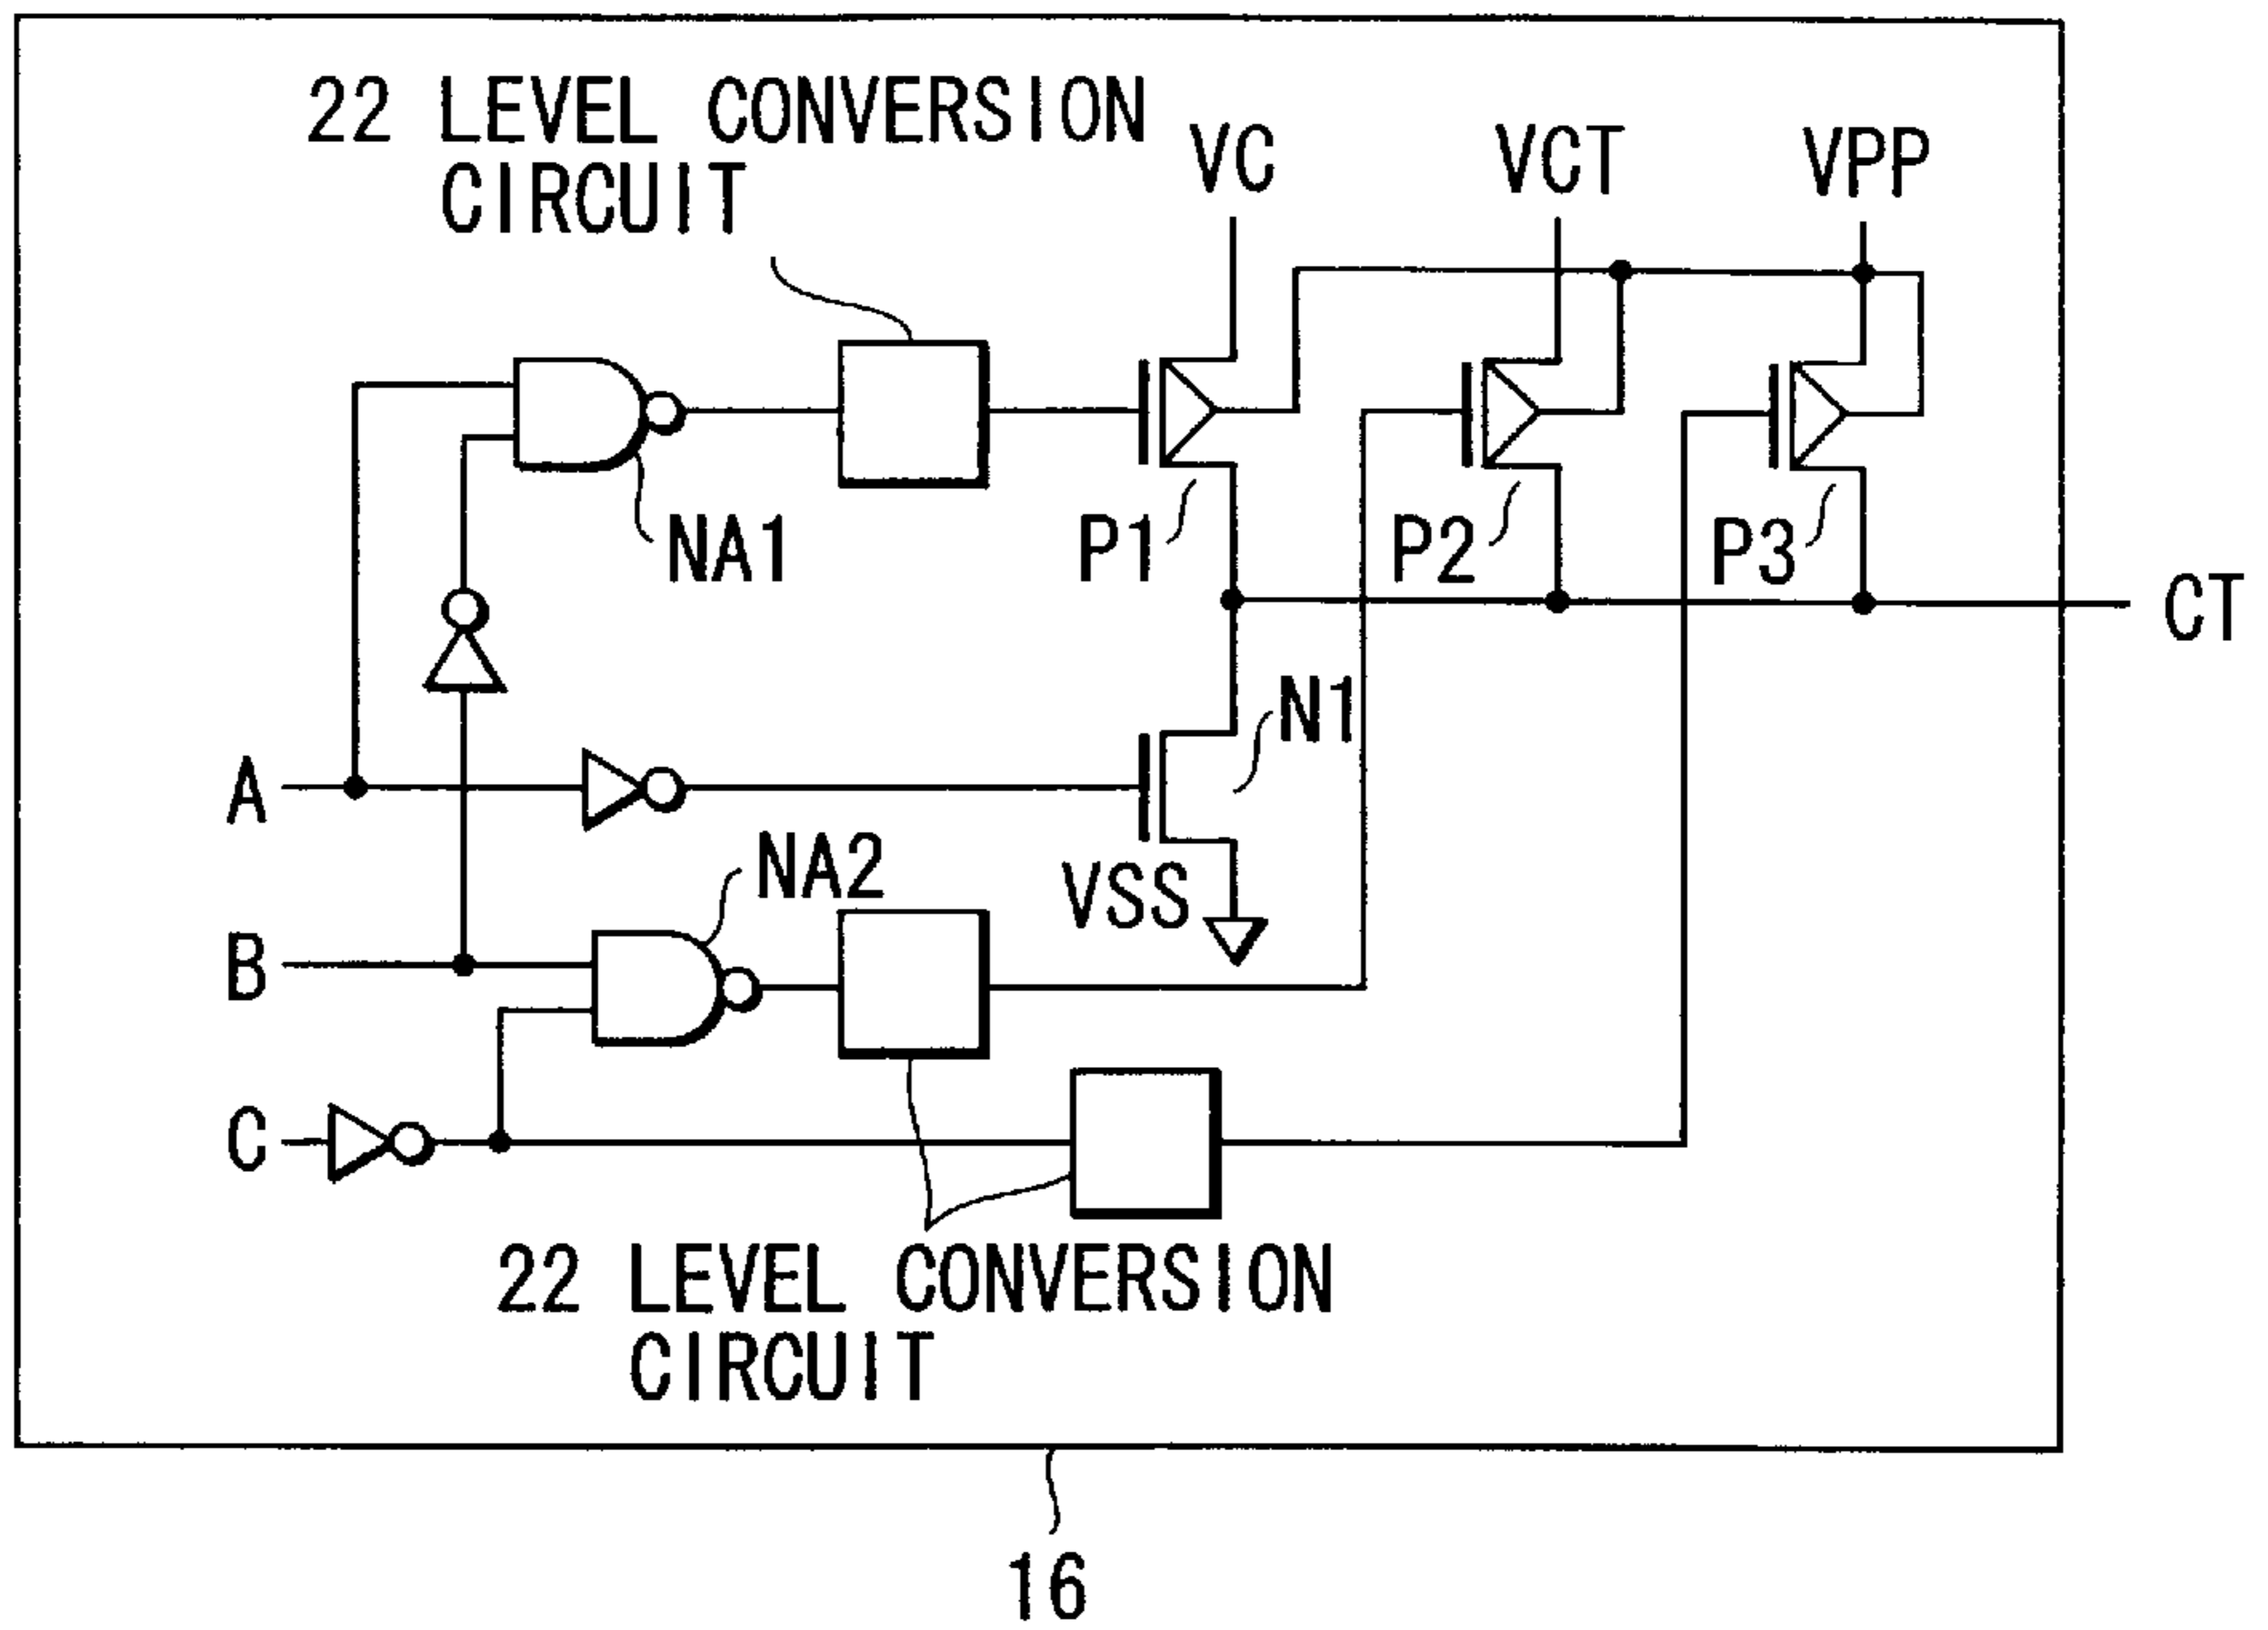 22 LEVEL CONVERSION
CIRCUIT
VC
VCT
VPP
NA1
P1
P2
P3
CT
N1
A
NA2
VSS
B
C
22 LEVEL CONVERSION
CIRCUIT
16